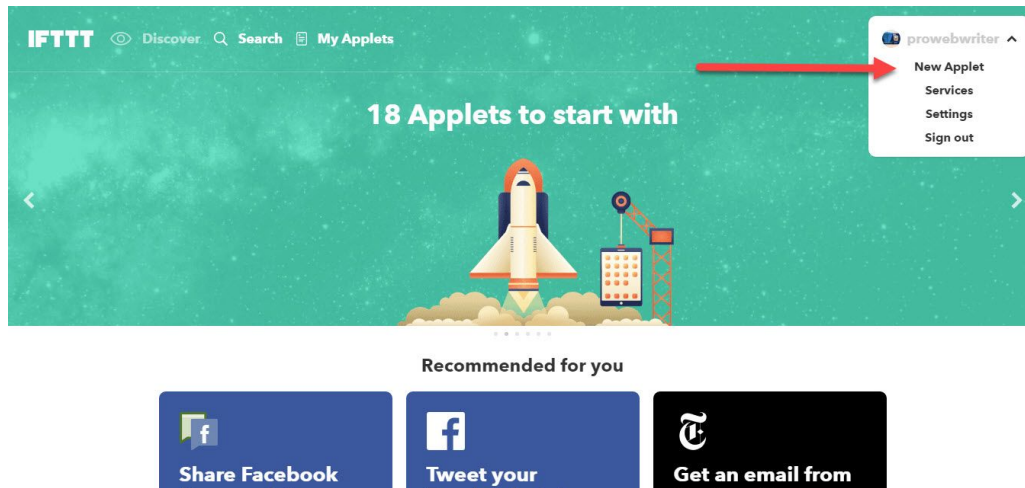 IFTTT Discover Search My Applets
prowebwriter
New Applet
Services
Settings
Sign out
18 Applets to start with
Recommended for you
Share Facebook
Tweet your
Get an email from